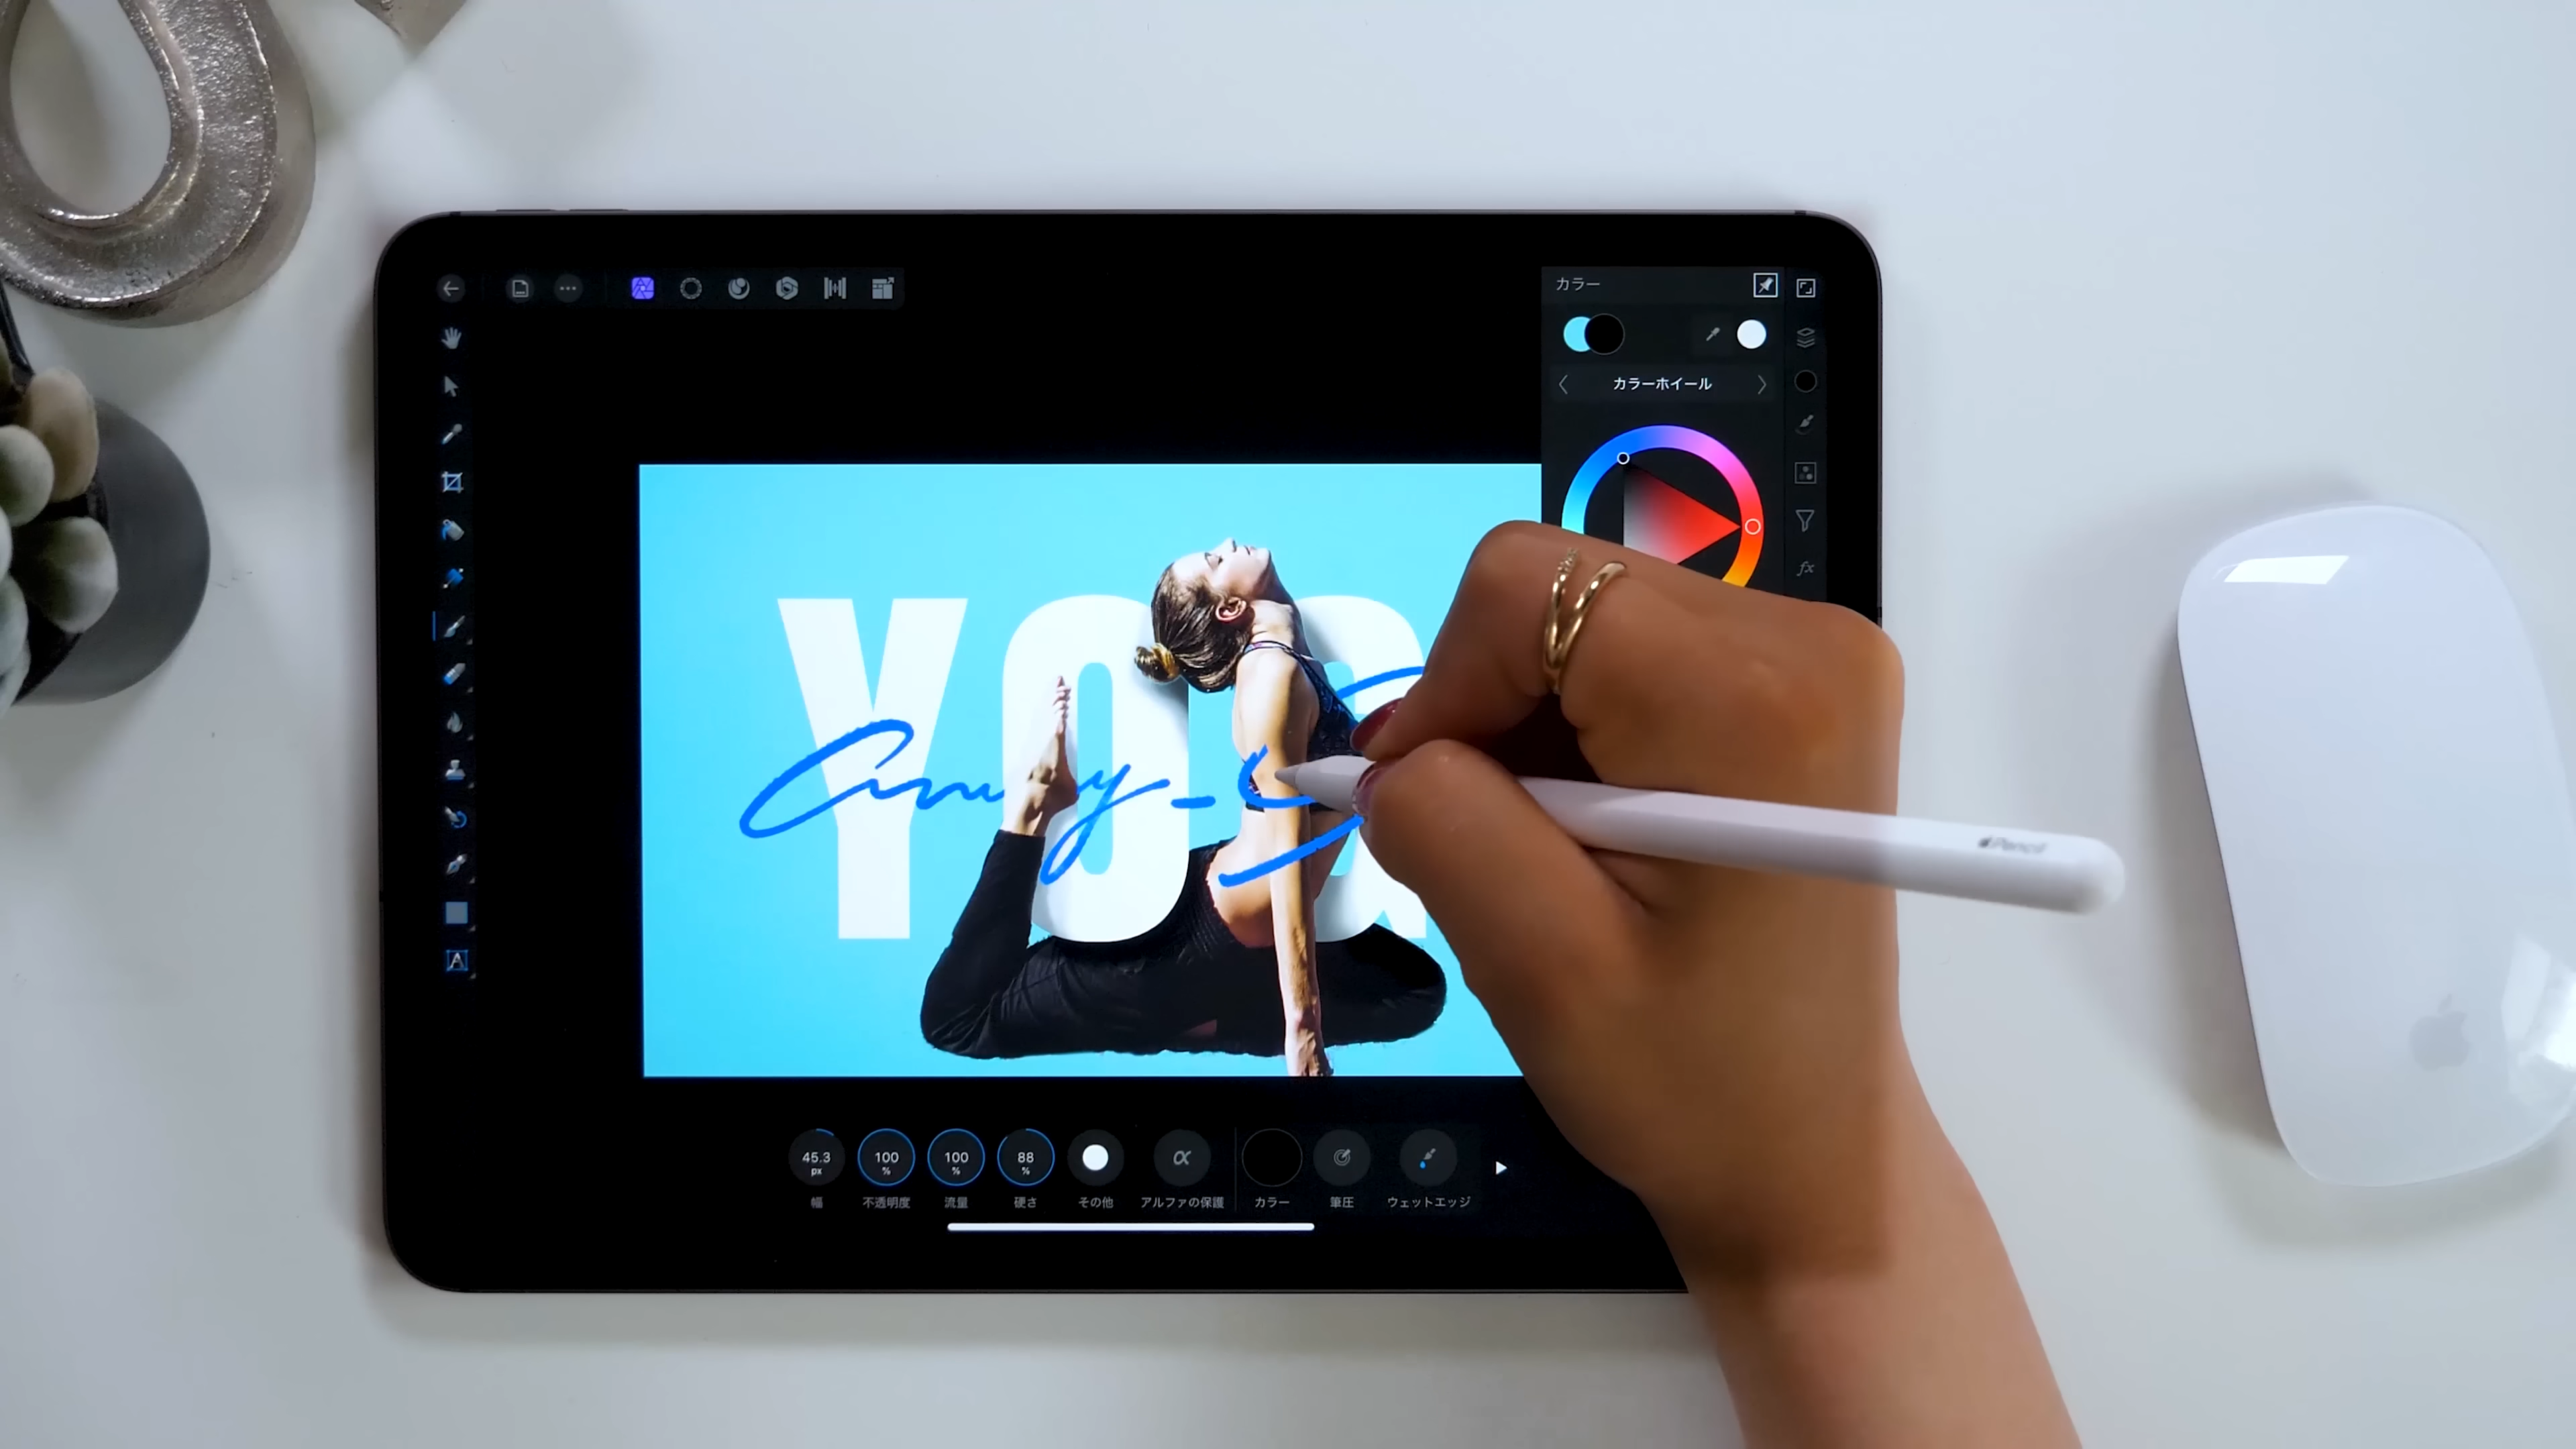 カラー
カラーホイール
fx
YO
A
45.3 px
100 %
100 %
88 %
α
幅
不透明度
流量
硬さ
その他
アルファの保護
カラー
筆圧
ウェットエッジ
Pencil